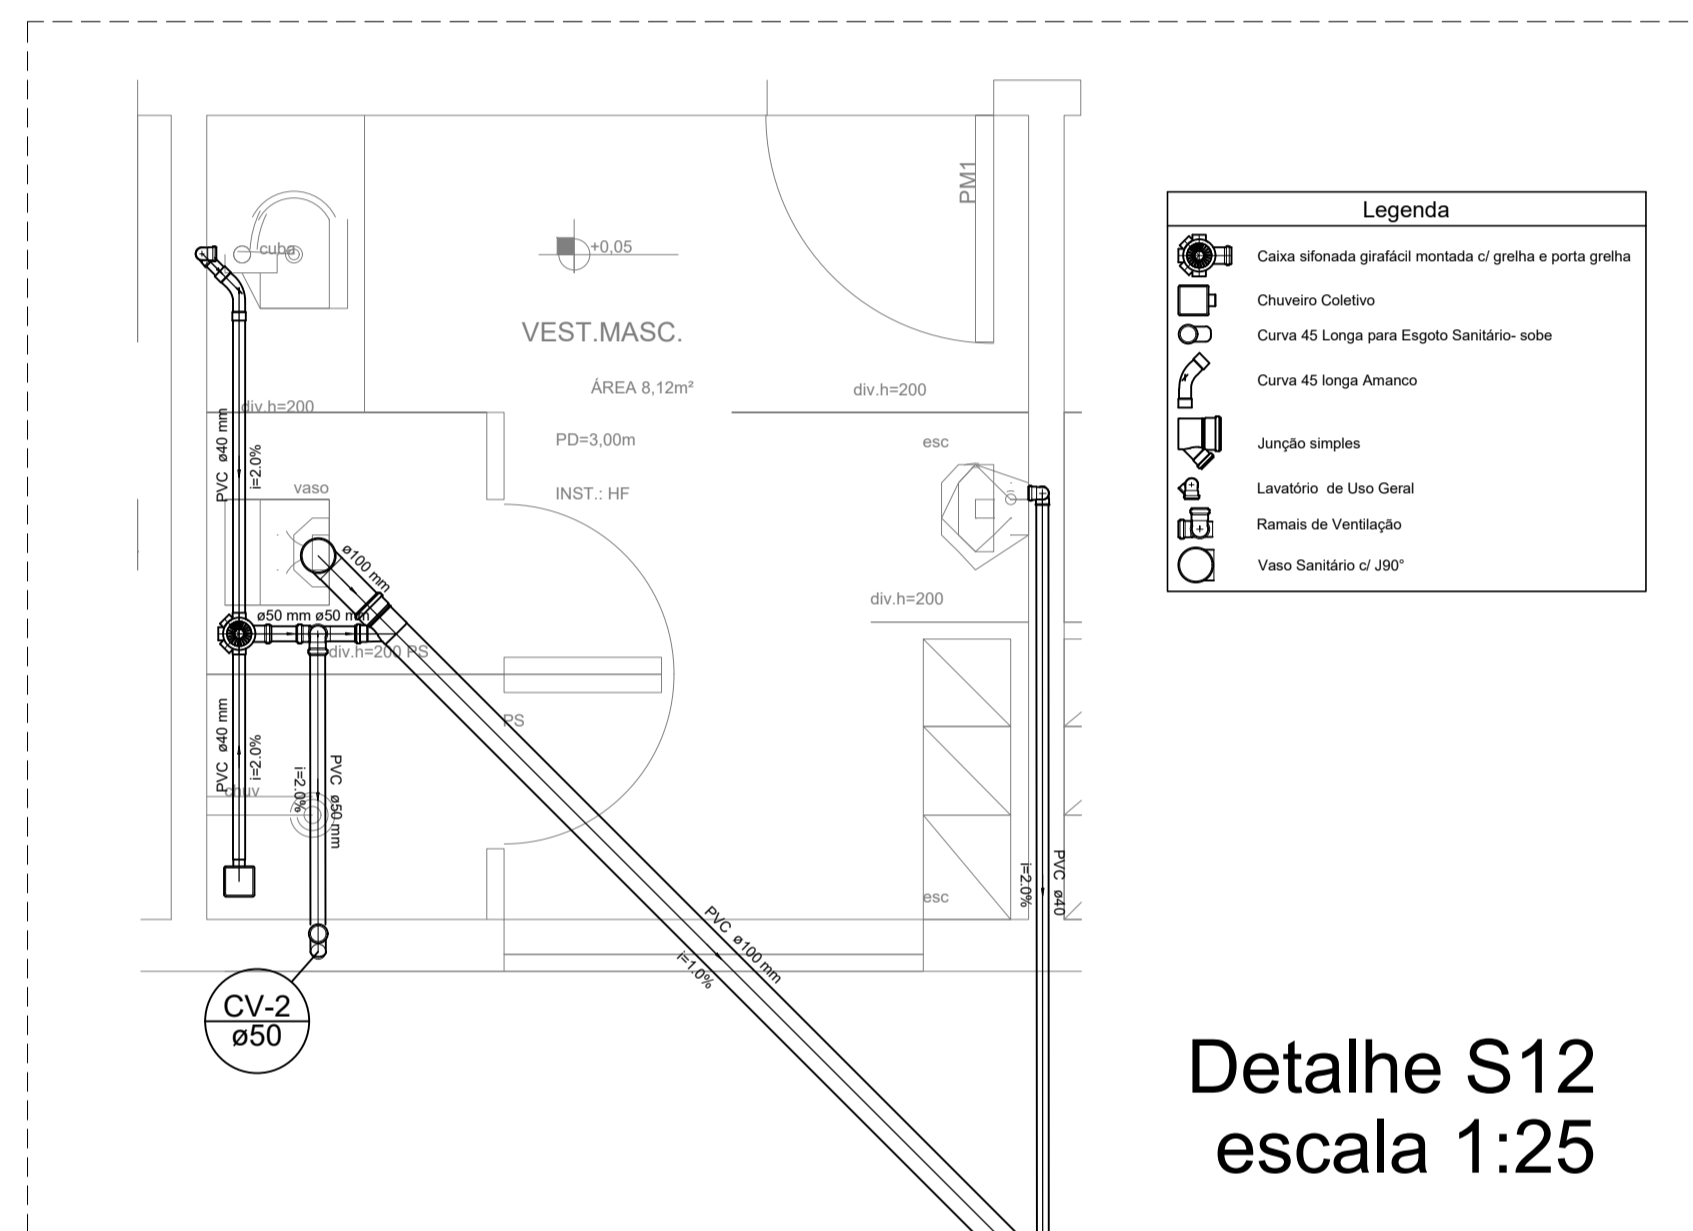 cuba
+0,05
PM1
VEST.MASC.
ÁREA 8,12m²
div.h=200
div.h=200
PD=3,00m
esc
INST.: HF
vaso
PVC ø40 mm
i=2.0%
ø100 mm
ø50 mm ø50 mm
div.h=200 PS
div.h=200
PS
PVC ø40 mm
i=2.0%
chuv
i=2.0%
PVC ø50 mm
esc
i=2.0%
PVC ø40
PVC ø100 mm
i=1.0%
CV-2
ø50
Legenda
Caixa sifonada girafácil montada c/ grelha e porta grelha
Chuveiro Coletivo
Curva 45 Longa para Esgoto Sanitário- sobe
Curva 45 longa Amanco
Junção simples
Lavatório de Uso Geral
Ramais de Ventilação
Vaso Sanitário c/ J90°
Detalhe S12
escala 1:25